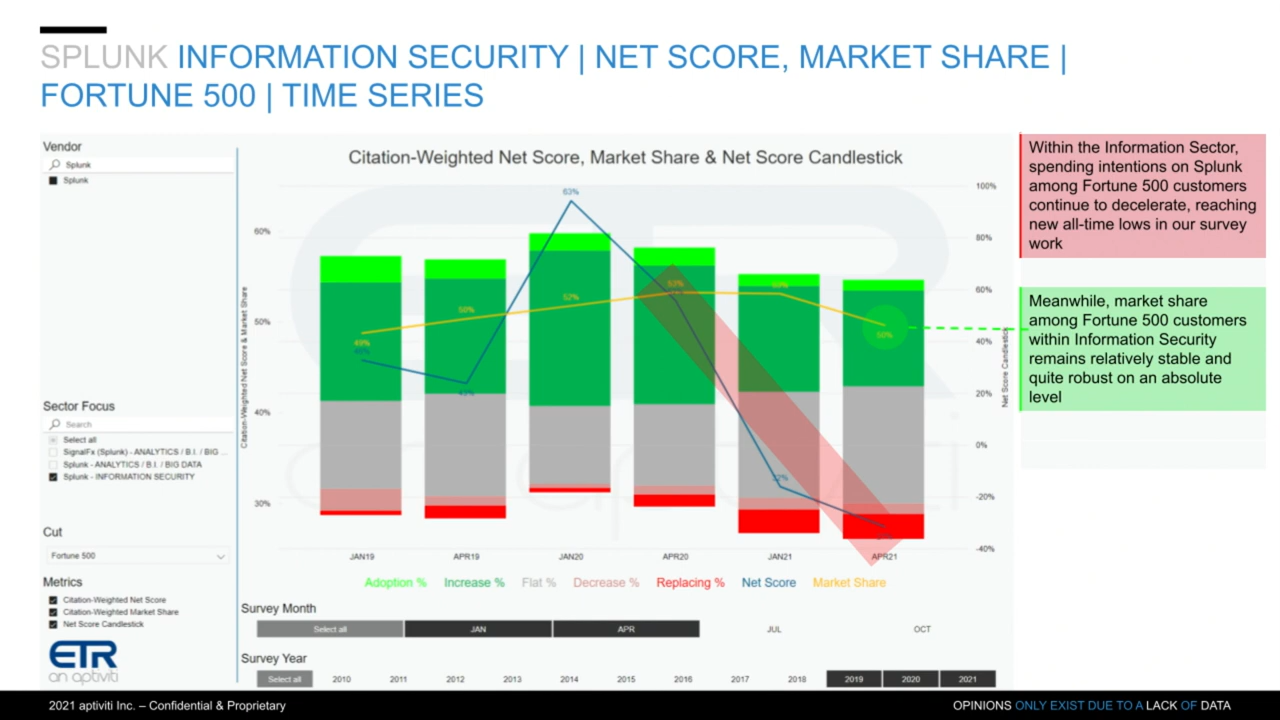 SPLUNK INFORMATION SECURITY | NET SCORE, MARKET SHARE |
FORTUNE 500 | TIME SERIES
Vendor
Splunk
Splunk
Sector Focus
Search
Select all
SignalFx (Splunk) - ANALYTICS / B.I. / BIG ...
Splunk - ANALYTICS / B.I. / BIG DATA
Splunk - INFORMATION SECURITY
Cut
Fortune 500
Metrics
Citation-Weighted Net Score
Citation-Weighted Market Share
Net Score Candlestick
ETR
an aptiviti
Citation-Weighted Net Score, Market Share & Net Score Candlestick
Citation-Weighted Net Score & Market Share
60%
50%
40%
30%
63%
49%
50%
52%
53%
50%
100%
80%
60%
40%
20%
0%
-20%
-40%
Net Score Candlestick
JAN19 APR19 JAN20 APR20 JAN21 APR21
Adoption % Increase % Flat % Decrease % Replacing % Net Score Market Share
Survey Month
Select all JAN APR JUL OCT
Survey Year
Select all 2010 2011 2012 2013 2014 2015 2016 2017 2018 2019 2020 2021
Within the Information Sector,
spending intentions on Splunk
among Fortune 500 customers
continue to decelerate, reaching
new all-time lows in our survey
work
Meanwhile, market share
among Fortune 500 customers
within Information Security
remains relatively stable and
quite robust on an absolute
level
2021 aptiviti Inc. – Confidential & Proprietary
OPINIONS ONLY EXIST DUE TO A LACK OF DATA